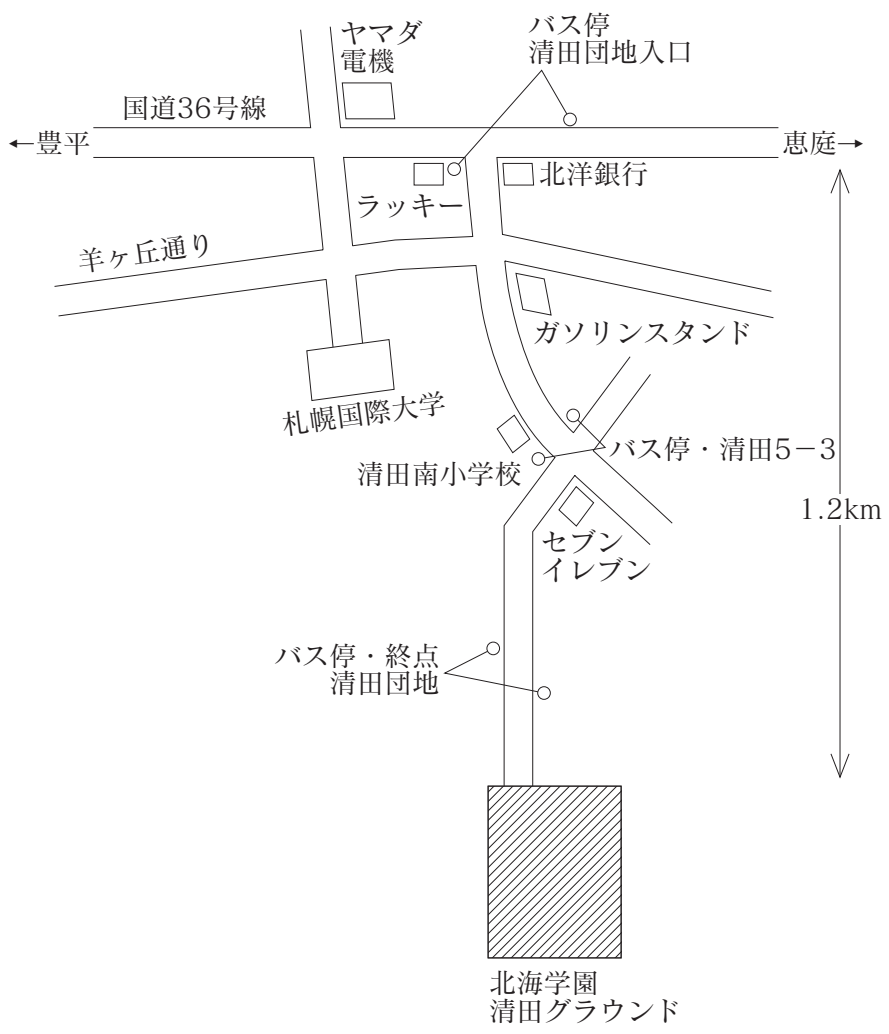 ヤマダ
電機
バス停
清田団地入口
国道36号線
←豊平
恵庭→
北洋銀行
ラッキー
羊ヶ丘通り
ガソリンスタンド
札幌国際大学
バス停・清田5−3
清田南小学校
1.2km
セブン
イレブン
バス停・終点
清田団地
北海学園
清田グラウンド